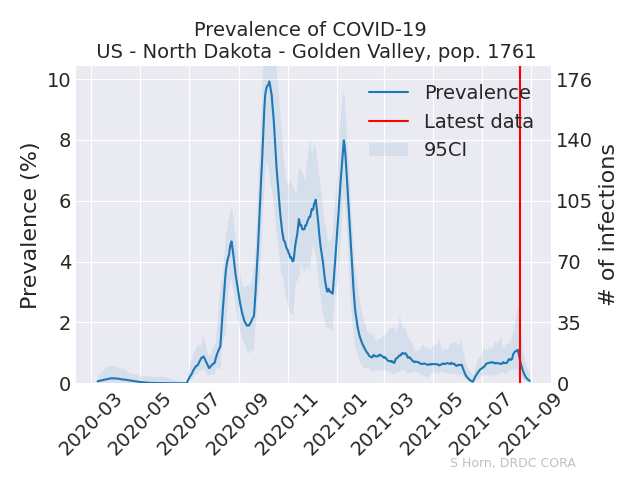 Prevalence of COVID-19
US - North Dakota - Golden Valley, pop. 1761
Prevalence (%)
10
8
6
4
2
0
Prevalence
Latest data
95CI
176
140
105
70
35
0
# of infections
2020-03
2020-05
2020-07
2020-09
2020-11
2021-01
2021-03
2021-05
2021-07
2021-09
S Horn, DRDC CORA